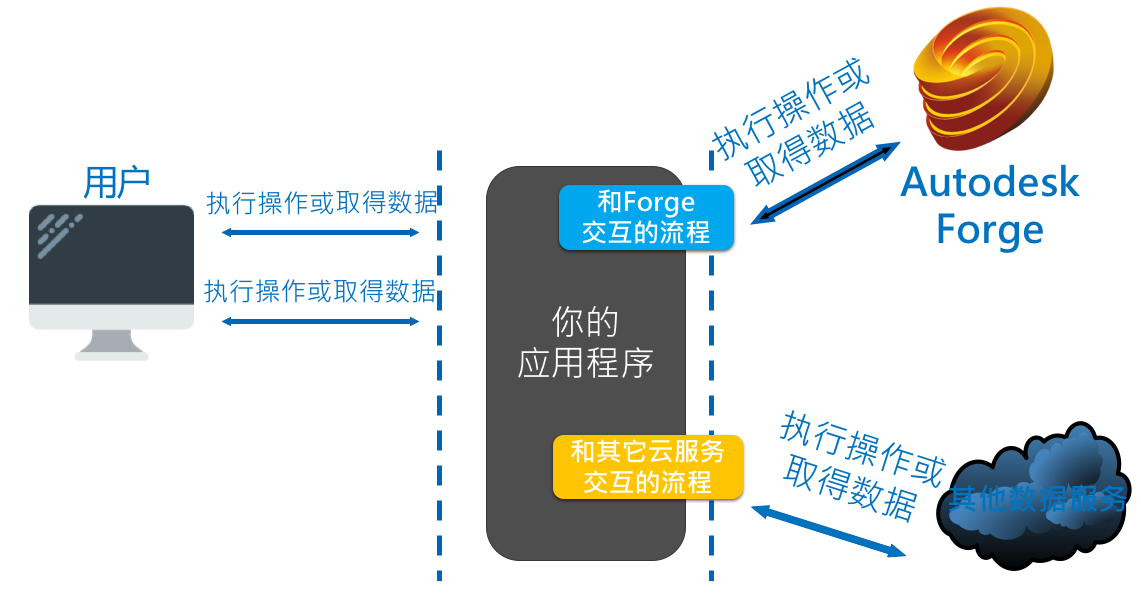 用户
执行操作或取得数据
执行操作或取得数据
和Forge
交互的流程
你的
应用程序
和其它云服务
交互的流程
执行操作或
取得数据
Autodesk
Forge
执行操作或
取得数据
其他数据服务